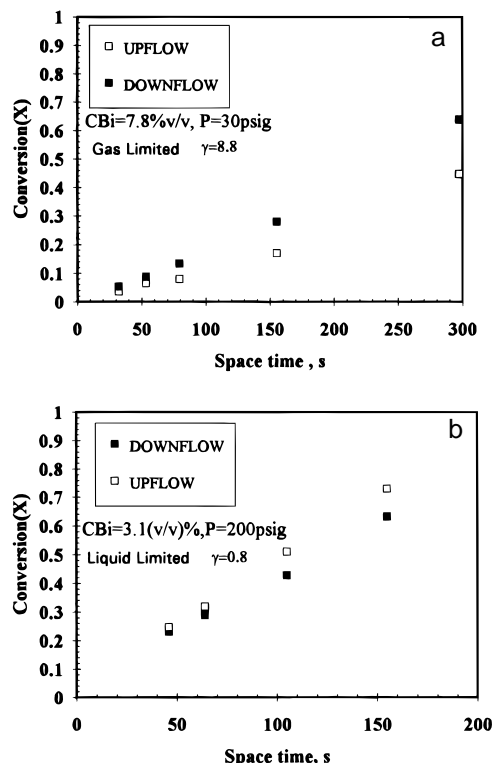 a
□ UPFLOW
■ DOWNFLOW
CBi=7.8%v/v, P=30psig
Gas Limited γ=8.8
Conversion(X)
1
0.9
0.8
0.7
0.6
0.5
0.4
0.3
0.2
0.1
0
0 50 100 150 200 250 300
Space time , s
b
■ DOWNFLOW
□ UPFLOW
CBi=3.1(v/v)%,P=200psig
Liquid Limited γ=0.8
Conversion(X)
1
0.9
0.8
0.7
0.6
0.5
0.4
0.3
0.2
0.1
0
0 50 100 150 200
Space time, s